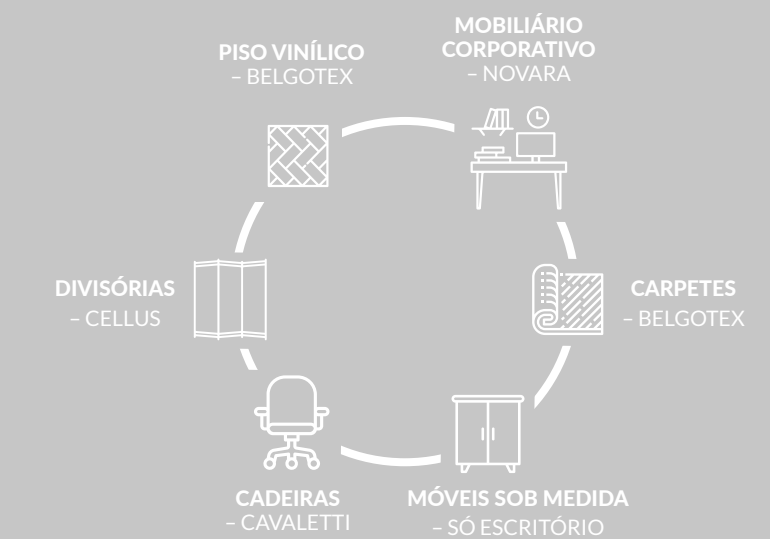 MOBILIÁRIO
CORPORATIVO
– NOVARA
PISO VINÍLICO
– BELGOTEX
DIVISÓRIAS
– CELLUS
CARPETES
– BELGOTEX
CADEIRAS
– CAVALETTI
MÓVEIS SOB MEDIDA
– SÓ ESCRITÓRIO